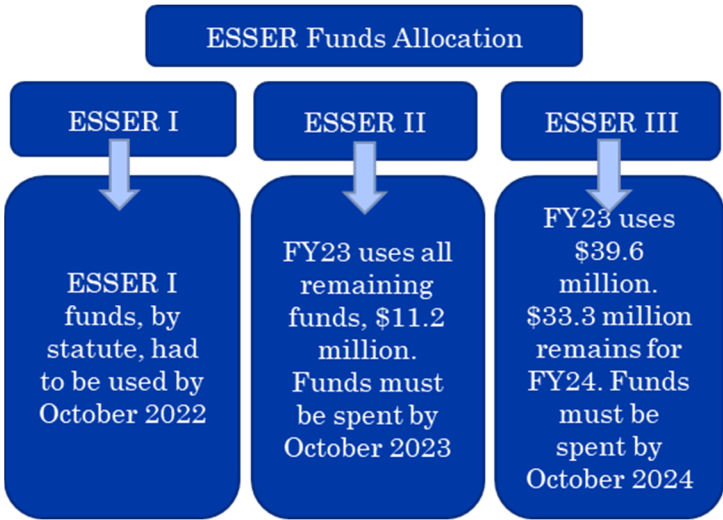 ESSER Funds Allocation
ESSER I
ESSER II
ESSER III
ESSER I
funds, by
statute, had
to be used by
October 2022
FY23 uses all
remaining
funds, $11.2
million.
Funds must
be spent by
October 2023
FY23 uses
$39.6
million.
$33.3 million
remains for
FY24. Funds
must be
spent by
October 2024